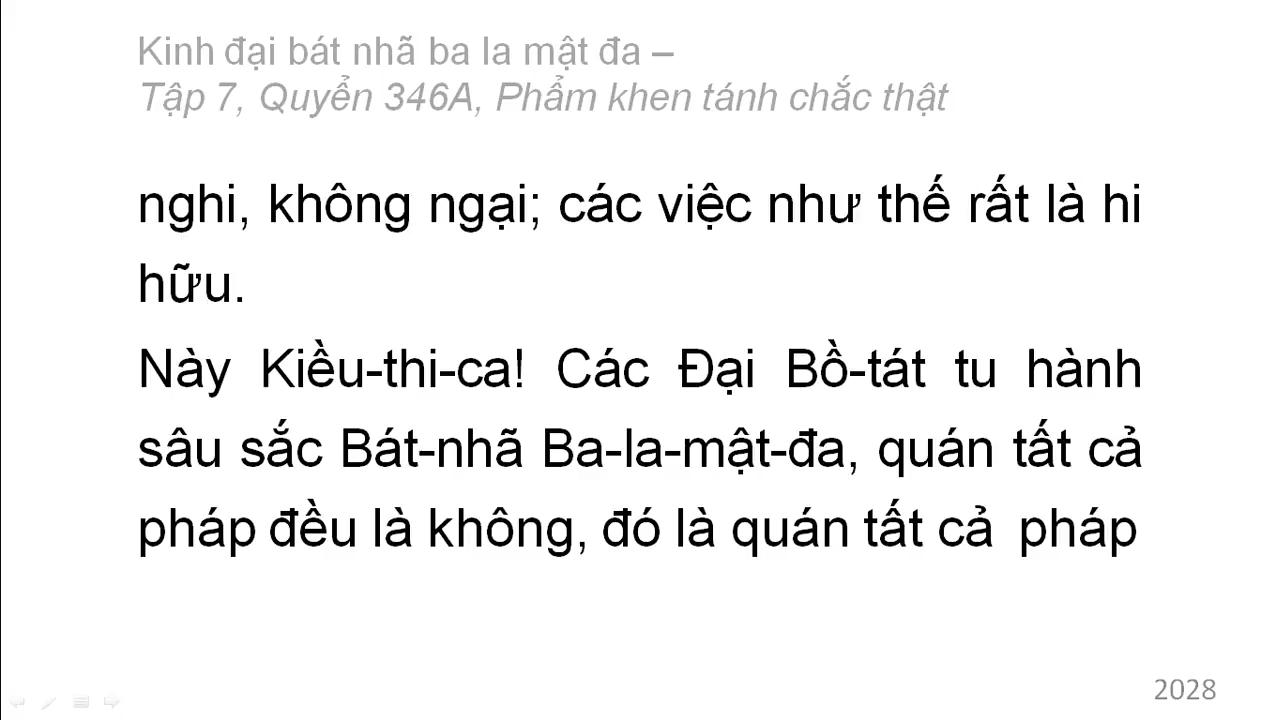 Kinh đại bát nhã ba la mật đa –
Tập 7, Quyển 346A, Phẩm khen tánh chắc thật
nghi, không ngại; các việc như thế rất là hi
hữu.
Này Kiều-thi-ca! Các Đại Bồ-tát tu hành
sâu sắc Bát-nhã Ba-la-mật-đa, quán tất cả
pháp đều là không, đó là quán tất cả pháp
2028